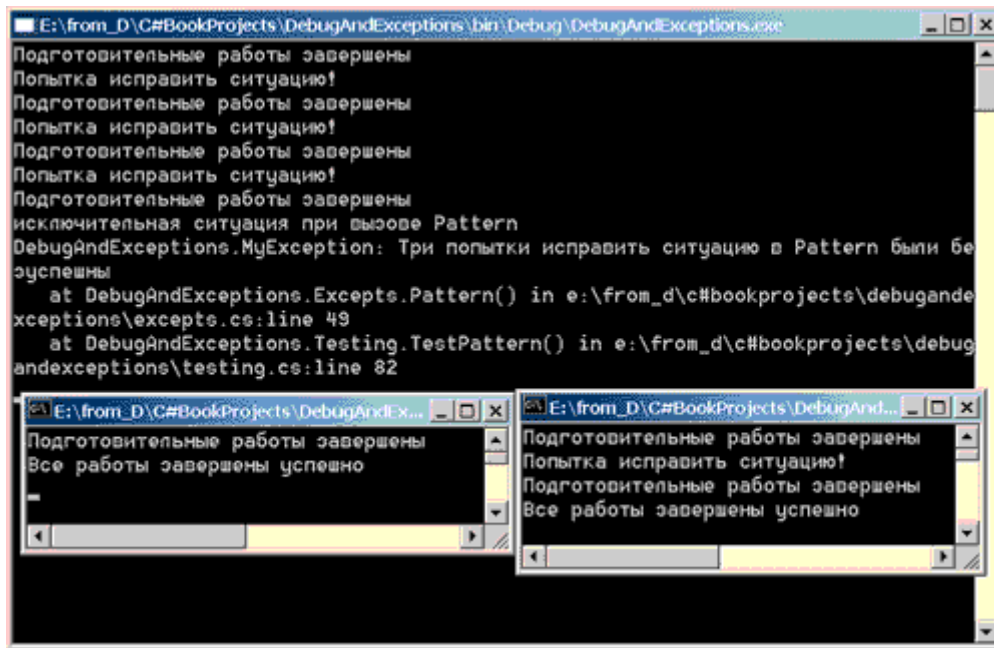 E:\from_D\C#BookProjects\DebugAndExceptions\bin\Debug\DebugAndExceptions.exe
Подготовительные работы завершены
Попытка исправить ситуацию!
Подготовительные работы завершены
Попытка исправить ситуацию!
Подготовительные работы завершены
Попытка исправить ситуацию!
Подготовительные работы завершены
исключительная ситуация при вызове Pattern
DebugAndExceptions.MyException: Три попытки исправить ситуацию в Pattern были бе
зуспешны
at DebugAndExceptions.Excepts.Pattern() in e:\from_d\c#bookprojects\debugande
xceptions\excepts.cs:line 49
at DebugAndExceptions.Testing.TestPattern() in e:\from_d\c#bookprojects\debug
andexceptions\testing.cs:line 82
E:\from_D\C#BookProjects\DebugAndEx...
Подготовительные работы завершены
Все работы завершены успешно
E:\from_D\C#BookProjects\DebugAnd...
Подготовительные работы завершены
Попытка исправить ситуацию!
Подготовительные работы завершены
Все работы завершены успешно